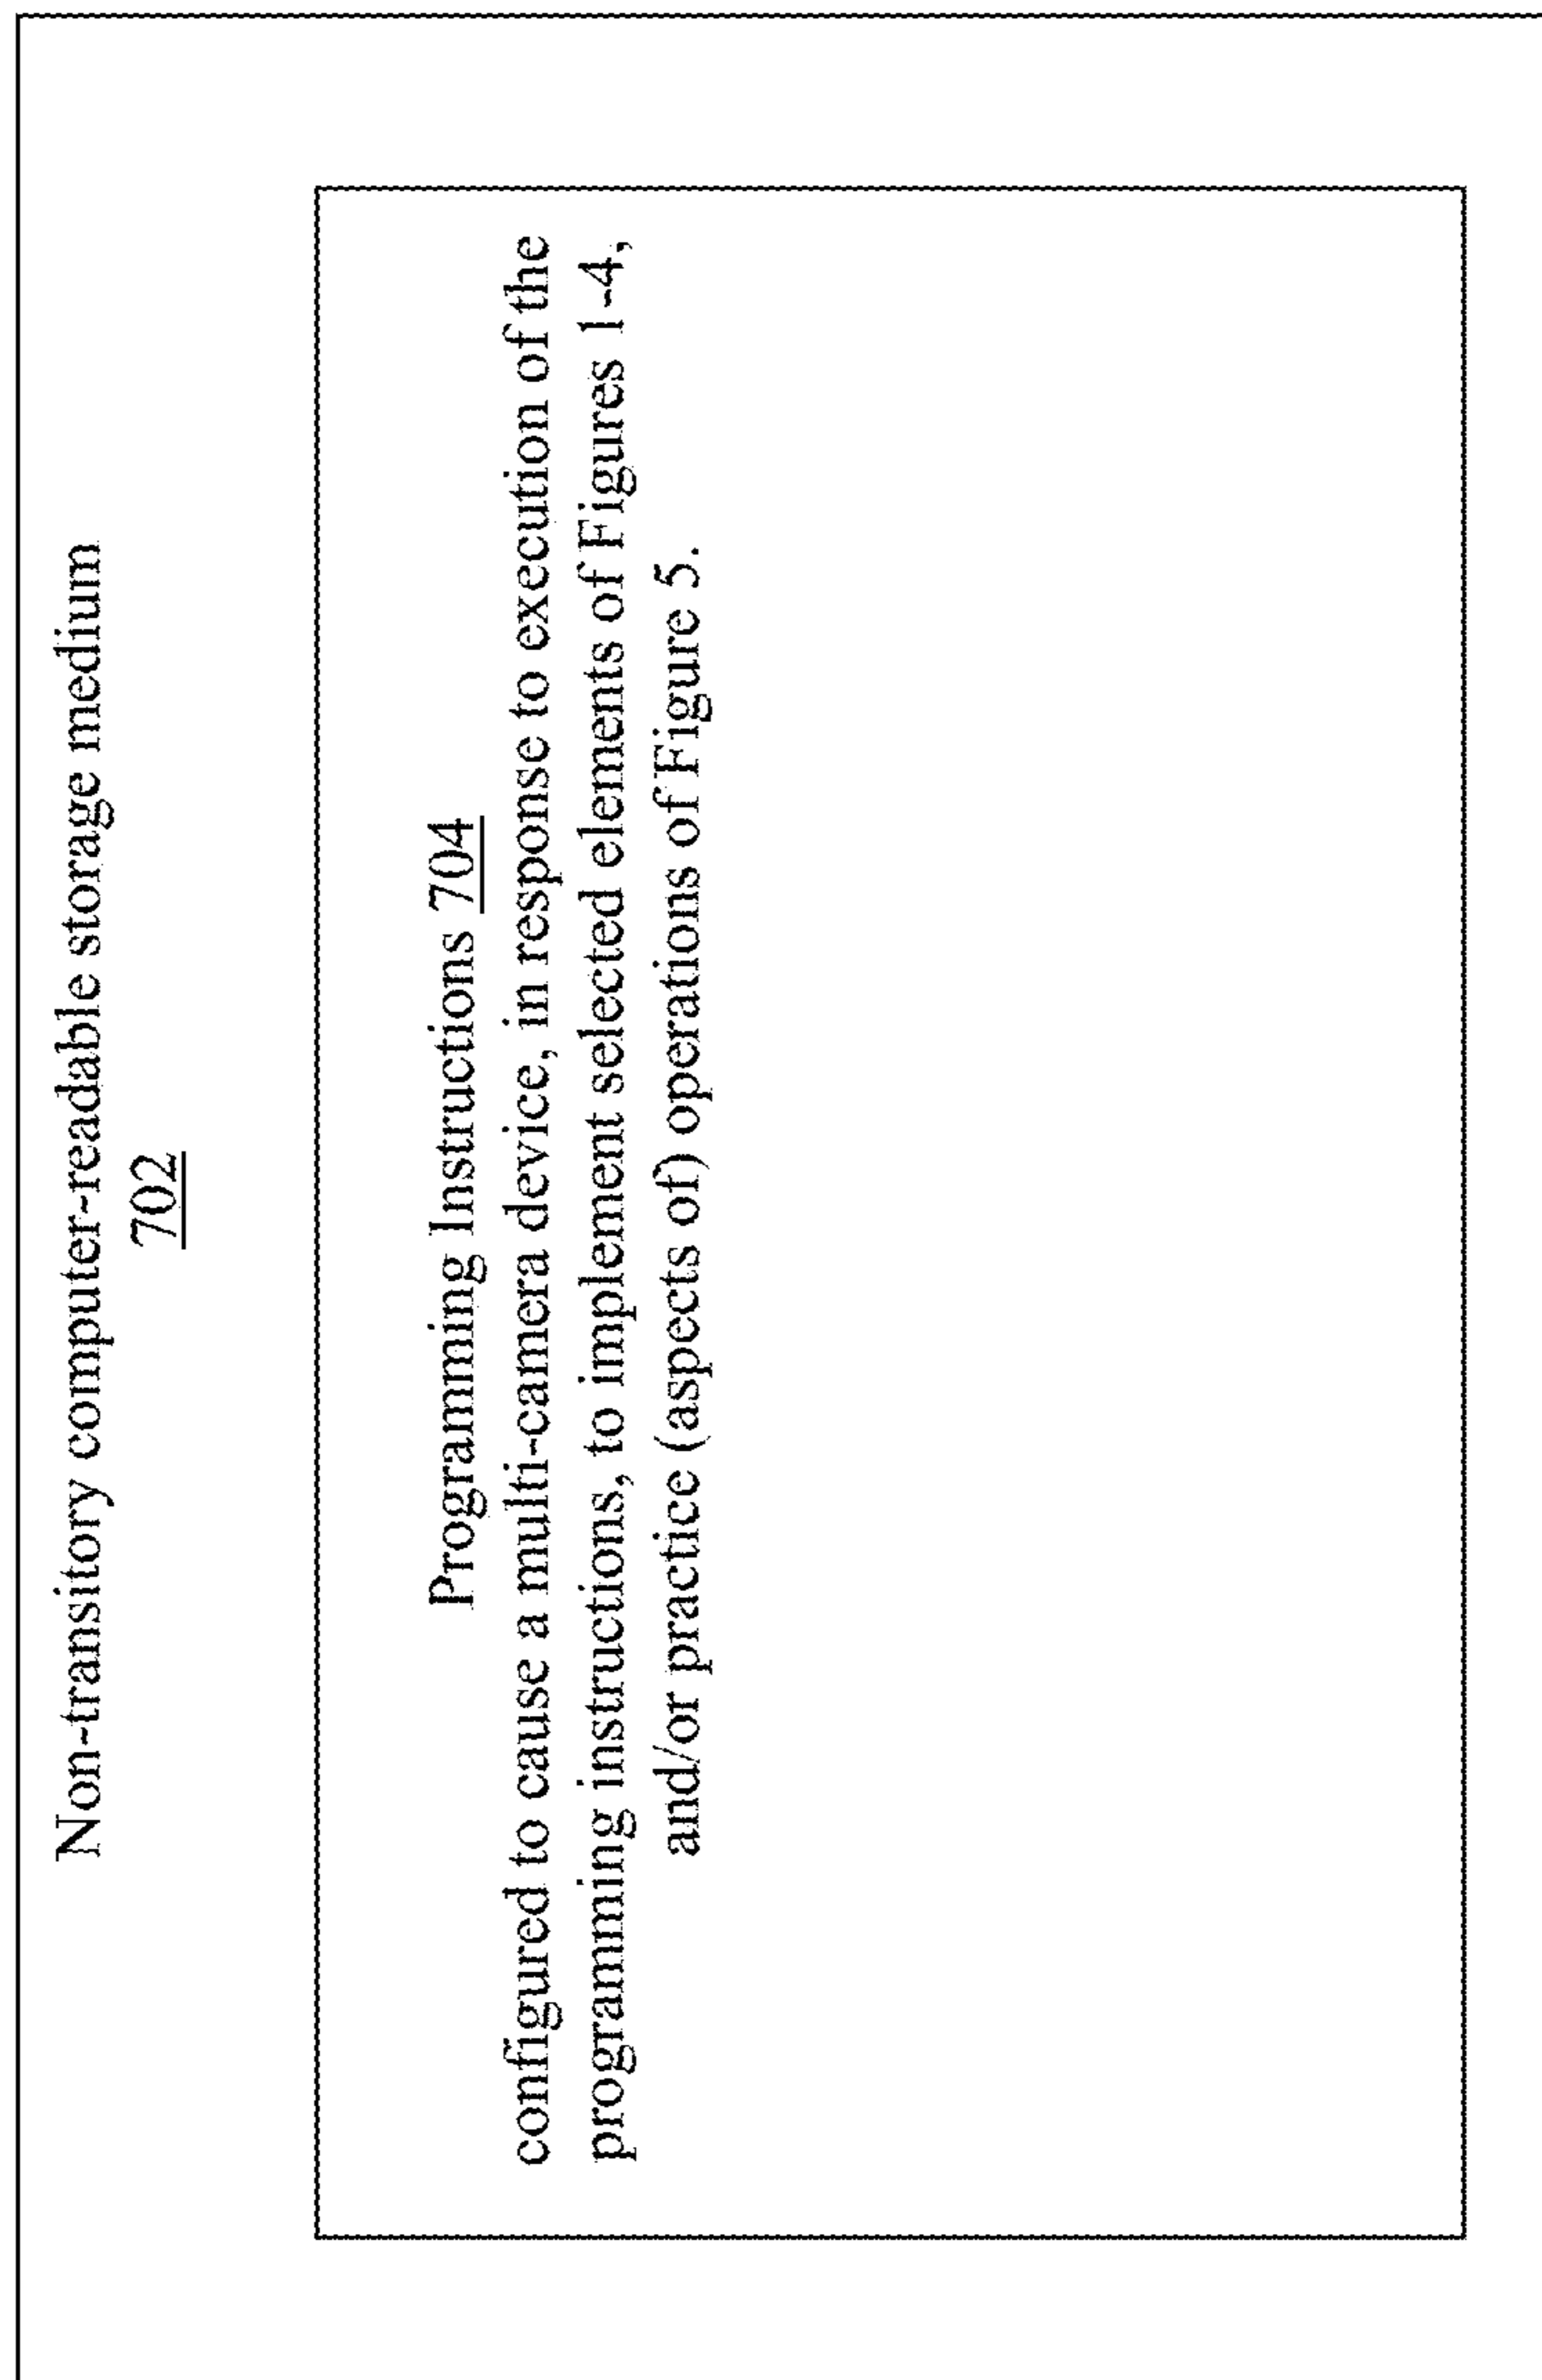 Non-transitory computer-readable storage medium
702
Programming Instructions 704
configured to cause a multi-camera device, in response to execution of the
programming instructions, to implement selected elements of Figures 1-4,
and/or practice (aspects of) operations of Figure 5.